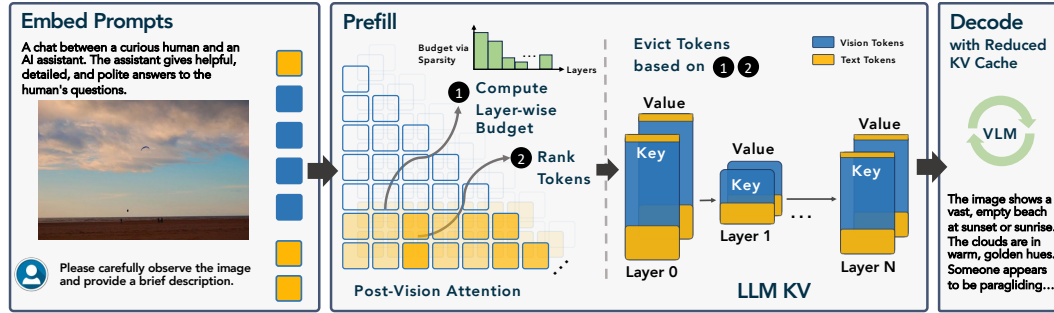 Embed Prompts
A chat between a curious human and an
AI assistant. The assistant gives helpful,
detailed, and polite answers to the
human's questions.
Please carefully observe the image
and provide a brief description.
Prefill
Budget via
Sparsity
...
Layers
1 Compute
Layer-wise
Budget
2 Rank
Tokens
...
Post-Vision Attention
Evict Tokens
based on 1 2
Vision Tokens
Text Tokens
Value
Key
Layer 0
Value
Key
Layer 1
...
Value
Key
Layer N
LLM KV
Decode
with Reduced
KV Cache
VLM
The image shows a
vast, empty beach
at sunset or sunrise.
The clouds are in
warm, golden hues.
Someone appears
to be paragliding...